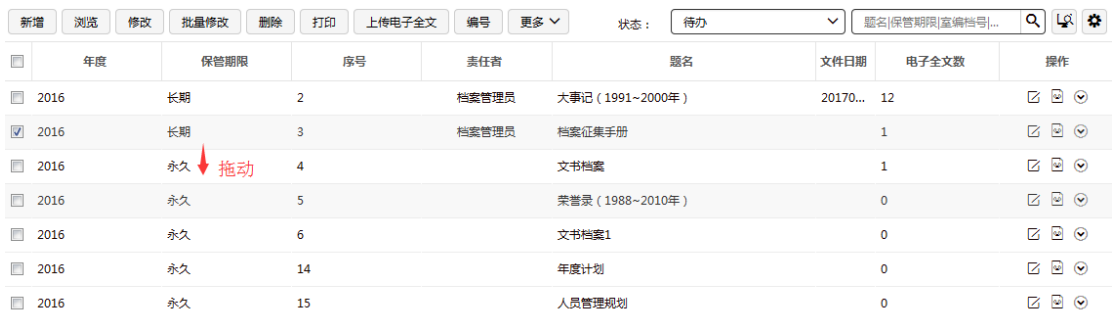 新增 浏览 修改 批量修改 删除 打印 上传电子全文 编号 更多 状态： 待办 题名|保管期限|室编档号|...
年度 保管期限 序号 责任者 题名 文件日期 电子全文数 操作
2016 长期 2 档案管理员 大事记（1991~2000年） 20170... 12
2016 长期 3 档案管理员 档案征集手册 1
2016 永久 拖动 4 文书档案 1
2016 永久 5 荣誉录（1988~2010年） 0
2016 永久 6 文书档案1 0
2016 永久 14 年度计划 0
2016 永久 15 人员管理规划 0